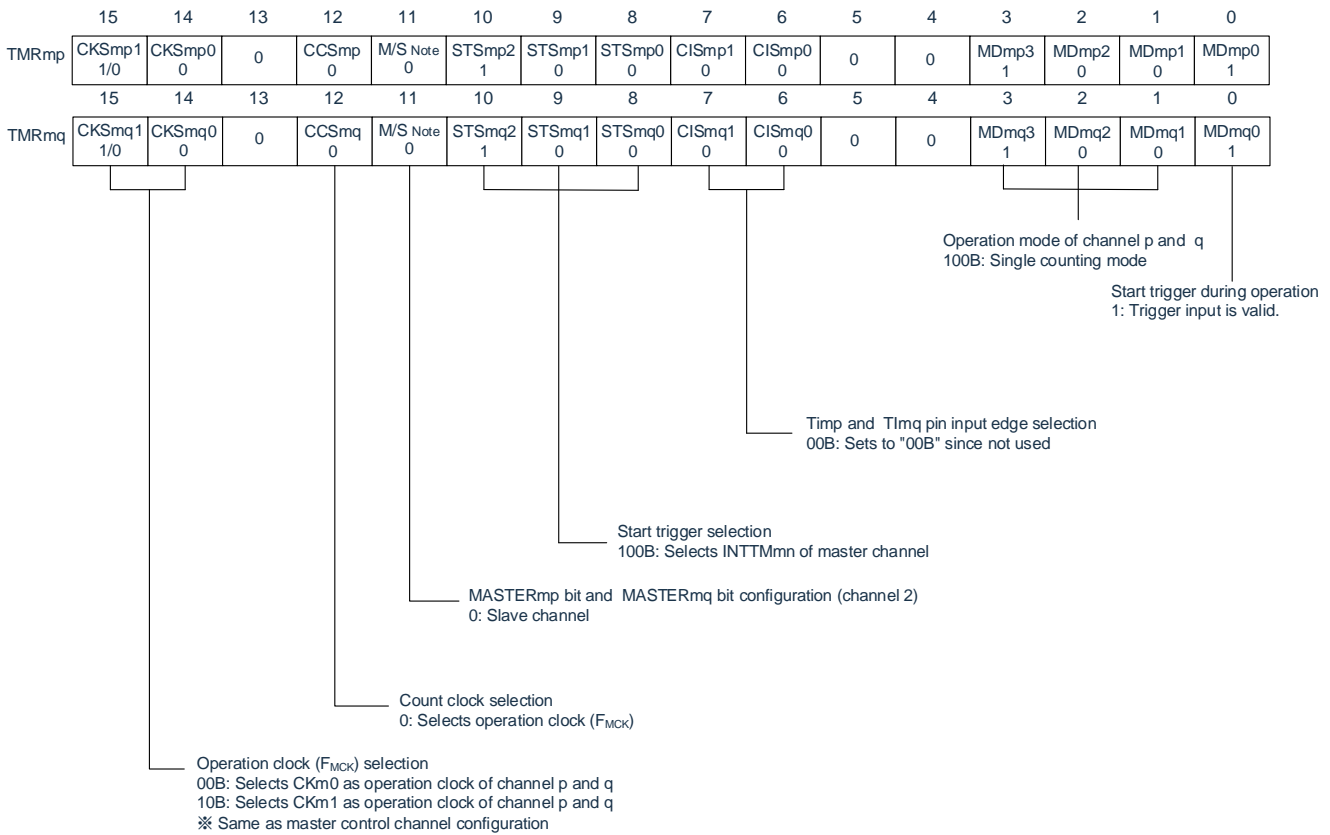 15 14 13 12 11 10 9 8 7 6 5 4 3 2 1 0
TMRmp CKSmp1 CKSmp0 0 CCSmp M/S Note STSmp2 STSmp1 STSmp0 CISmp1 CISmp0 0 0 MDmp3 MDmp2 MDmp1 MDmp0
1/0 0 0 0 1 0 0 0 0 1 0 0 1
15 14 13 12 11 10 9 8 7 6 5 4 3 2 1 0
TMRmq CKSmq1 CKSmq0 0 CCSmq M/S Note STSmq2 STSmq1 STSmq0 CISmq1 CISmq0 0 0 MDmq3 MDmq2 MDmq1 MDmq0
1/0 0 0 0 1 0 0 0 0 1 0 0 1
Operation mode of channel p and q
100B: Single counting mode
Start trigger during operation
1: Trigger input is valid.
Timp and TImq pin input edge selection
00B: Sets to "00B" since not used
Start trigger selection
100B: Selects INTTMmn of master channel
MASTERmp bit and MASTERmq bit configuration (channel 2)
0: Slave channel
Count clock selection
0: Selects operation clock (FMCK)
Operation clock (FMCK) selection
00B: Selects CKm0 as operation clock of channel p and q
10B: Selects CKm1 as operation clock of channel p and q
※ Same as master control channel configuration